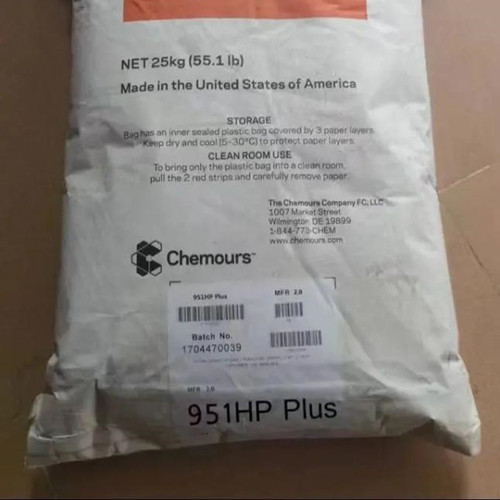 NET 25kg (55.1 lb)
Made in the United States of America
STORAGE
Bag has an inner sealed plastic bag covered by 3 paper layers.
Keep dry and cool (5-30°C) to protect paper layers.
CLEAN ROOM USE
To bring only the plastic bag into a clean room,
pull the 2 red strips and carefully remove paper.
The Chemours Company FC, LLC
1007 Market Street
Wilmington, DE 19899
1-844-773-CHEM
www.chemours.com
Chemours™
951HP Plus
MFR 2.0
Batch No.
1704470039
MFR 2.0
951HP Plus